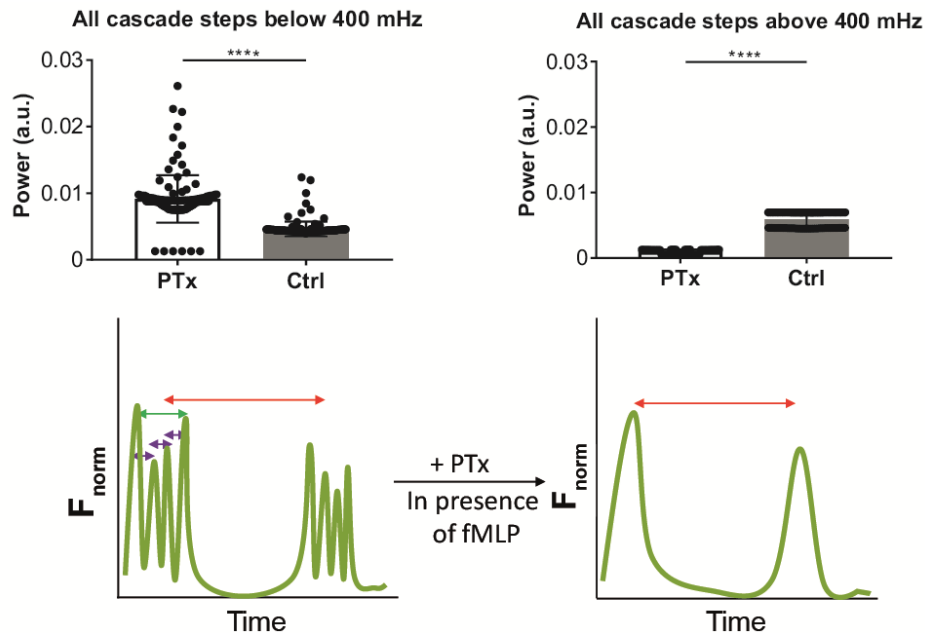 All cascade steps below 400 mHz
All cascade steps above 400 mHz
Power (a.u.)
0.03
0.02
0.01
0
****
PTx
Ctrl
Power (a.u.)
0.03
0.02
0.01
0
****
PTx
Ctrl
Fnorm
Time
+ PTx
In presence
of fMLP
Fnorm
Time